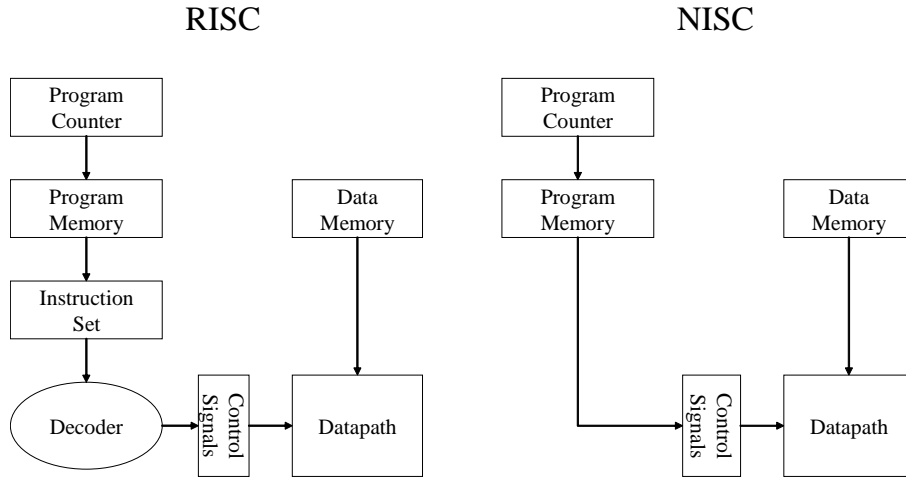 RISC
NISC
Program
Counter
Program
Counter
Program
Memory
Data
Memory
Program
Memory
Data
Memory
Instruction
Set
Decoder
Control
Signals
Datapath
Control
Signals
Datapath